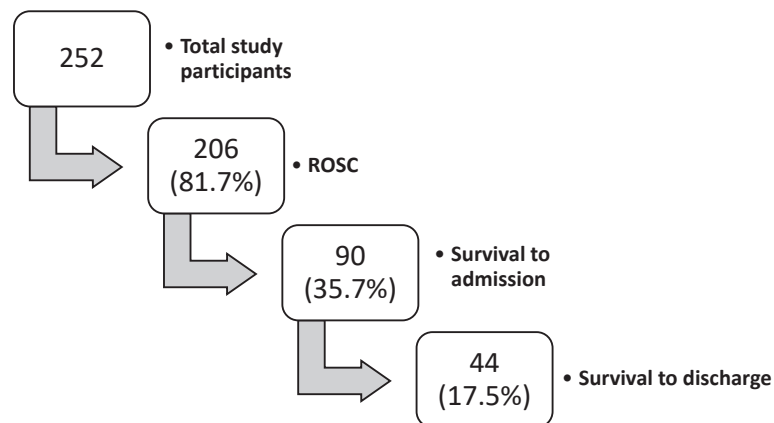 252
• Total study
participants
206
(81.7%)
• ROSC
90
(35.7%)
• Survival to
admission
44
(17.5%)
• Survival to discharge